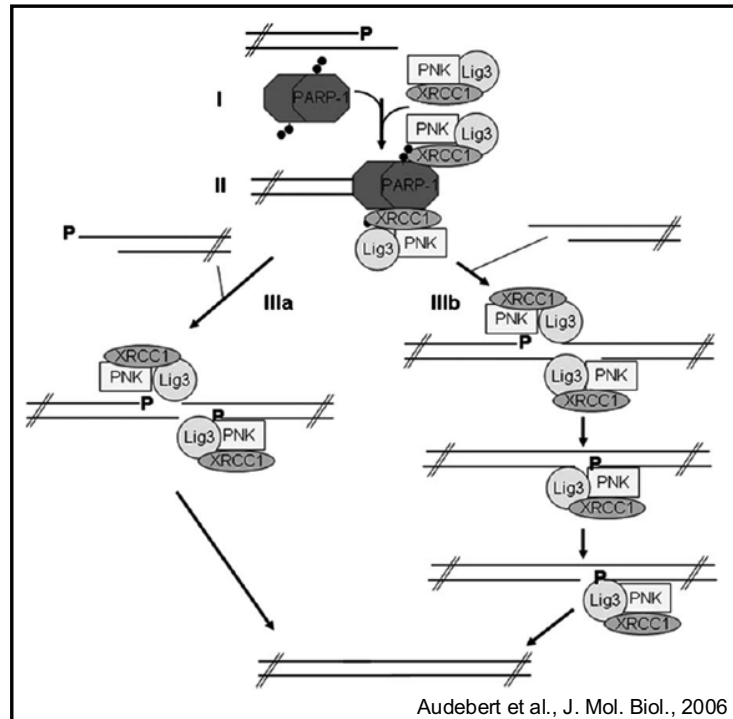 P
PNK Lig3
XRCC1
I
PARP-1
PNK Lig3
XRCC1
II
PARP-1
XRCC1
Lig3 PNK
P
IIIa
IIIb
XRCC1
PNK Lig3
P
XRCC1
PNK Lig3
P
P
Lig3 PNK
XRCC1
Lig3 PNK
XRCC1
P
Lig3 PNK
XRCC1
P
Lig3 PNK
XRCC1
Audebert et al., J. Mol. Biol., 2006